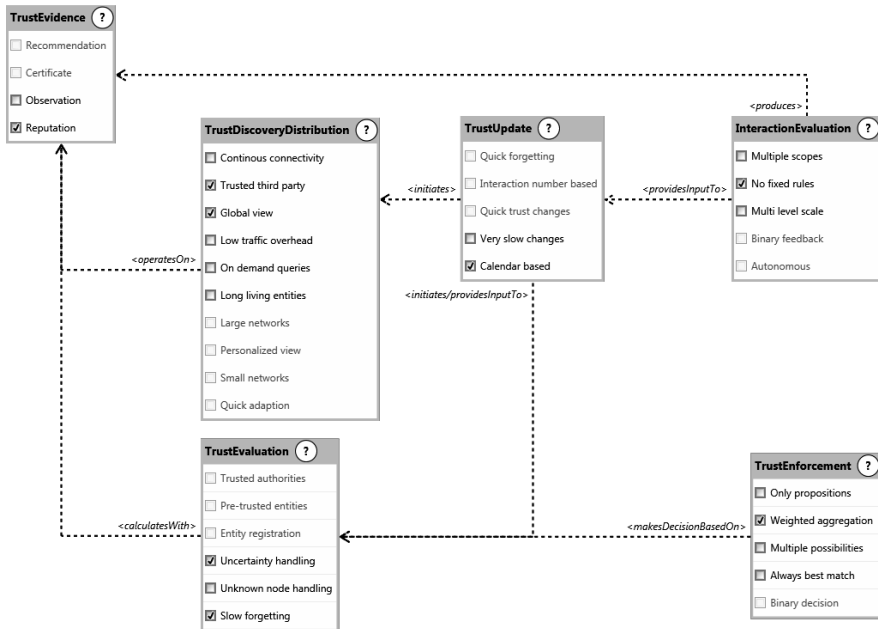 TrustEvidence ?
Recommendation
Certificate
Observation
Reputation
<produces>
TrustDiscoveryDistribution ?
Continous connectivity
Trusted third party
Global view
Low traffic overhead
On demand queries
Long living entities
Large networks
Personalized view
Small networks
Quick adaption
<initiates>
TrustUpdate ?
Quick forgetting
Interaction number based
Quick trust changes
Very slow changes
Calendar based
<providesInputTo>
InteractionEvaluation ?
Multiple scopes
No fixed rules
Multi level scale
Binary feedback
Autonomous
<operatesOn>
<initiates/providesInputTo>
TrustEvaluation ?
Trusted authorities
Pre-trusted entities
Entity registration
Uncertainty handling
Unknown node handling
Slow forgetting
<calculatesWith>
<makesDecisionBasedOn>
TrustEnforcement ?
Only propositions
Weighted aggregation
Multiple possibilities
Always best match
Binary decision